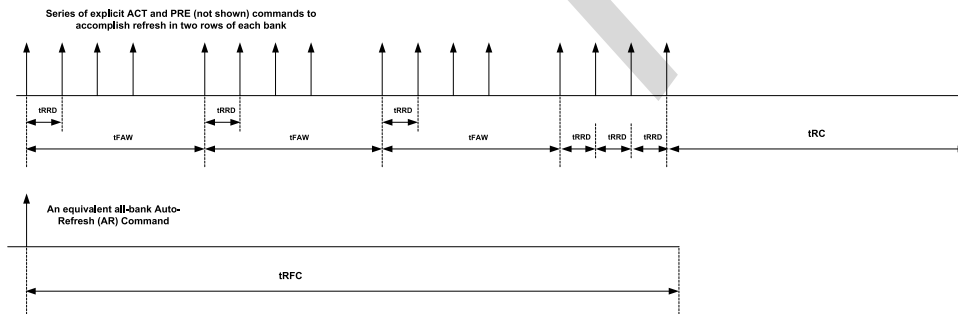 Series of explicit ACT and PRE (not shown) commands to
accomplish refresh in two rows of each bank
tRRD
tRRD
tRRD
tFAW
tFAW
tFAW
tRRD
tRRD
tRRD
tRC
An equivalent all-bank Auto-
Refresh (AR) Command
tRFC